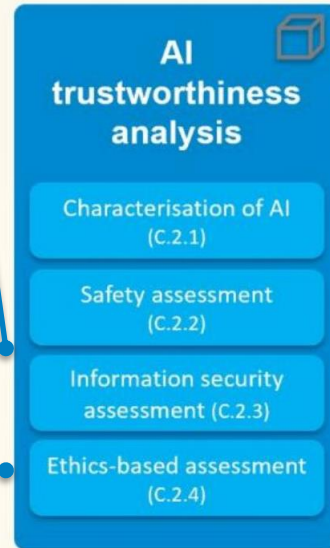 AI
trustworthiness
analysis
Characterisation of AI
(C.2.1)
Safety assessment
(C.2.2)
Information security
assessment (C.2.3)
Ethics-based assessment
(C.2.4)